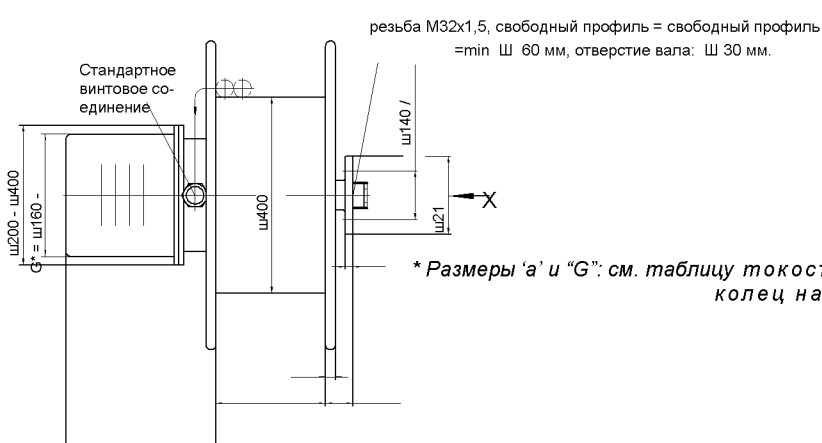 резьба М32х1,5, свободный профиль = свободный профиль
=min Ш 60 мм, отверстие вала: Ш 30 мм.
Стандартное
винтовое со-
единение
ш140 /
ш200 - ш400
G* = ш160 -
ш400
ш21
X
* Размеры ‘a’ и “G”: см. таблицу токос
колец на